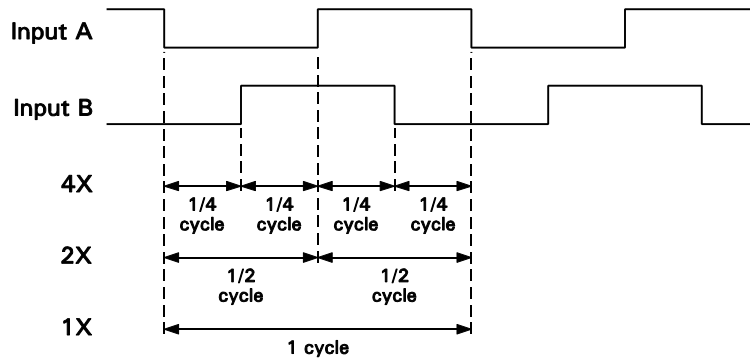 Input A
Input B
4X
1/4 1/4 1/4 1/4
cycle cycle cycle cycle
2X
1/2 1/2
cycle cycle
1X
1 cycle